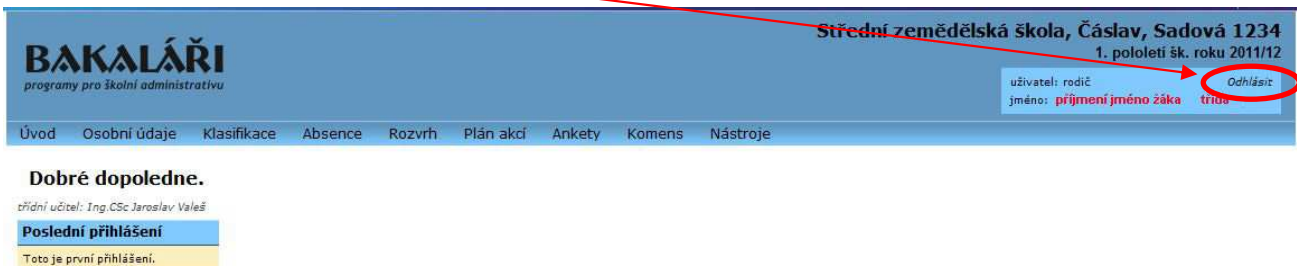 Střední zemědělská škola, Čáslav, Sadová 1234
1. pololetí šk. roku 2011/12
BAKALÁŘI
programy pro školní administrativu
uživatel: rodič Odhlásit
jméno: příjmení jméno žáka třída
Úvod Osobní údaje Klasifikace Absence Rozvrh Plán akcí Ankety Komens Nástroje
Dobré dopoledne.
třídní učitel: Ing.CSc Jaroslav Valeš
Poslední přihlášení
Toto je první přihlášení.